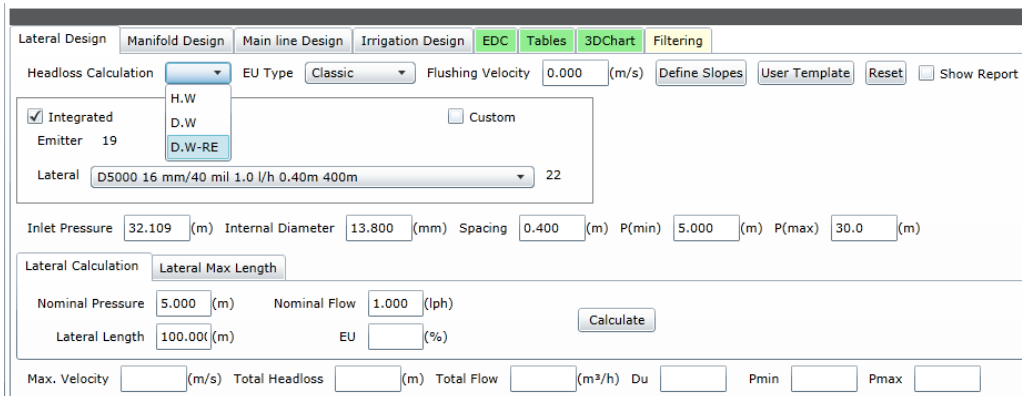 Lateral Design Manifold Design Main line Design Irrigation Design EDC Tables 3DChart Filtering
Headloss Calculation EU Type Classic Flushing Velocity 0.000 (m/s) Define Slopes User Template Reset Show Report
H.W
Integrated D.W Custom
Emitter 19 D.W-RE
Lateral D5000 16 mm/40 mil 1.0 l/h 0.40m 400m 22
Inlet Pressure 32.109 (m) Internal Diameter 13.800 (mm) Spacing 0.400 (m) P(min) 5.000 (m) P(max) 30.0 (m)
Lateral Calculation Lateral Max Length
Nominal Pressure 5.000 (m) Nominal Flow 1.000 (lph)
Calculate
Lateral Length 100.00( (m) EU (%)
Max. Velocity (m/s) Total Headloss (m) Total Flow (m³/h) Du Pmin Pmax